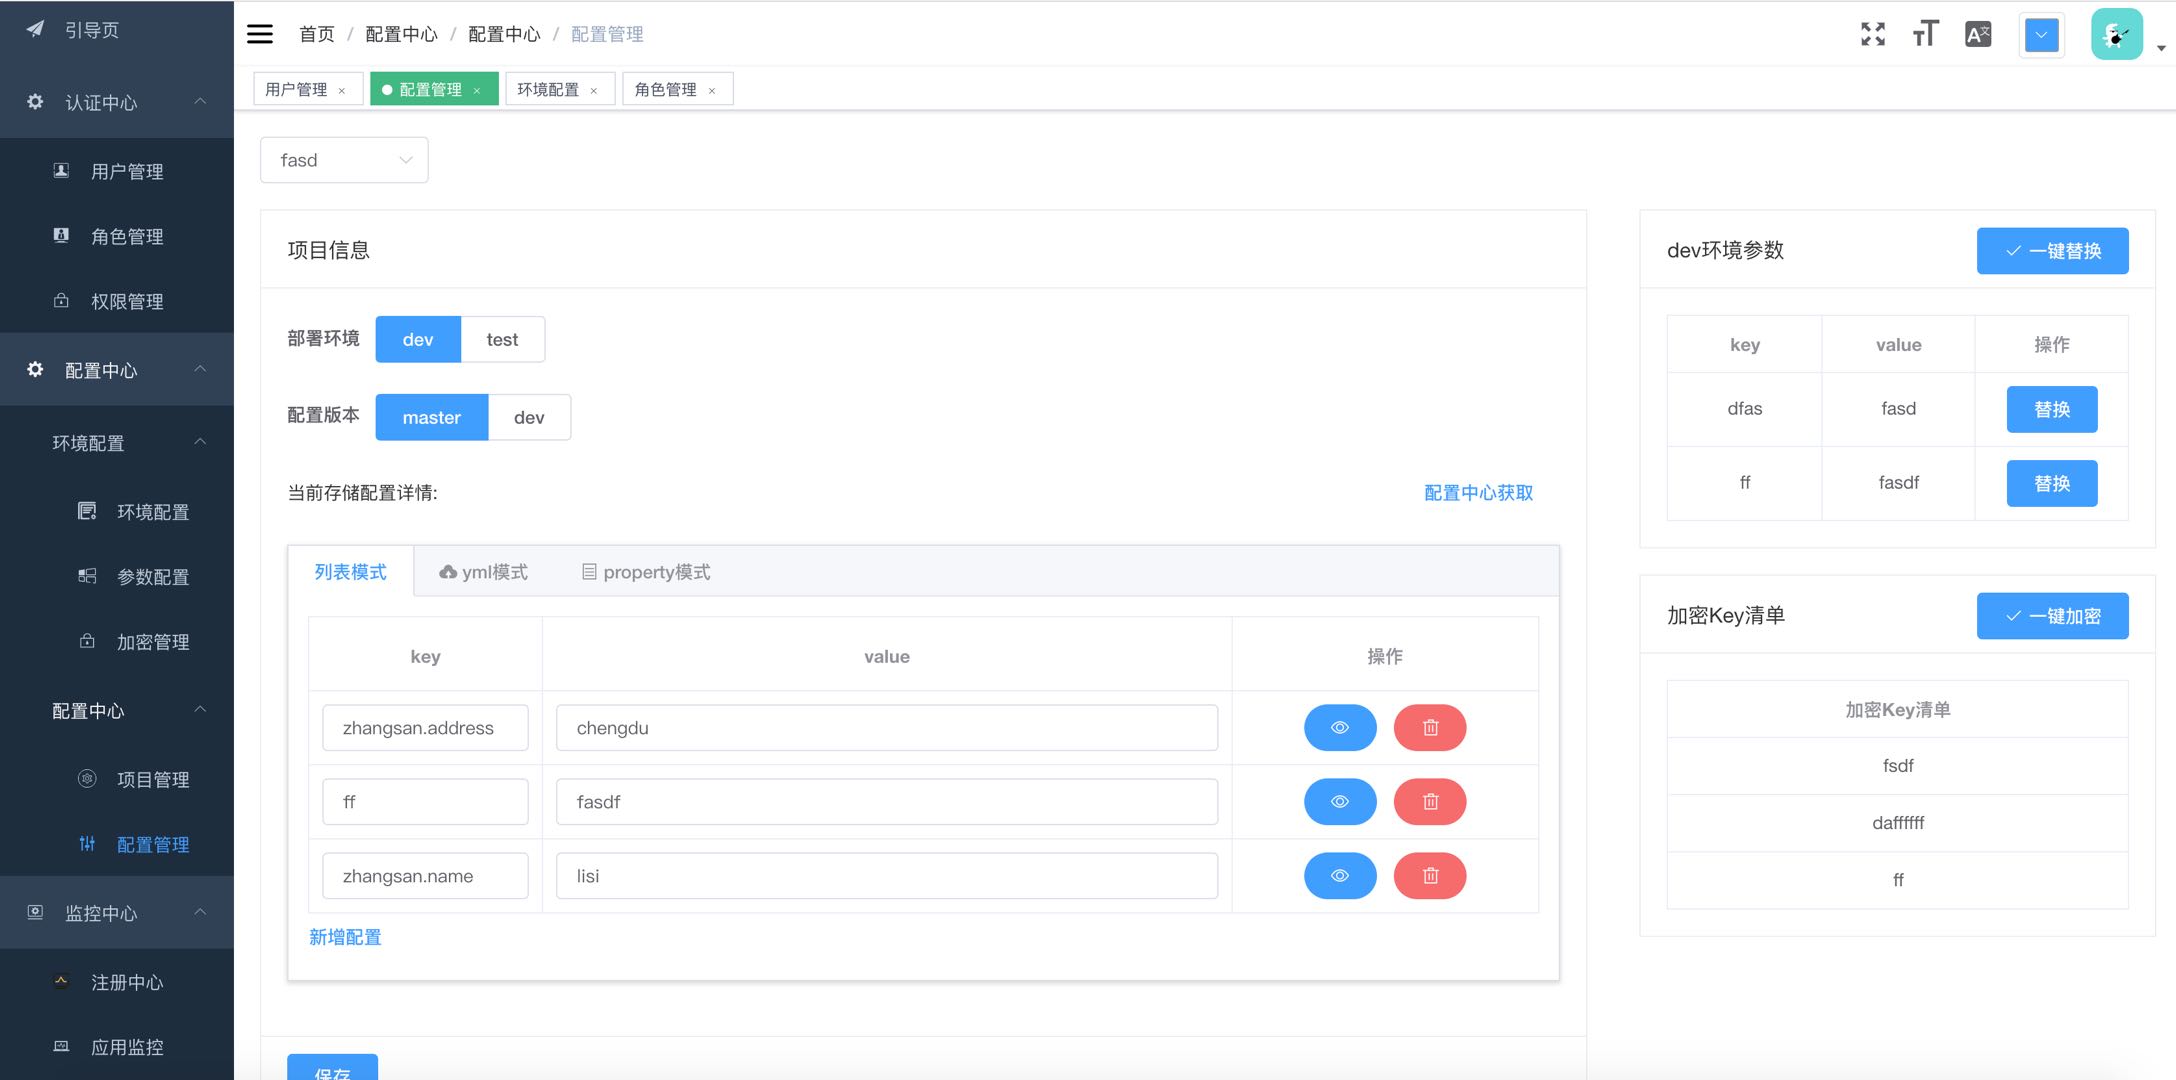 引导页
认证中心
用户管理
角色管理
权限管理
配置中心
环境配置
环境配置
参数配置
加密管理
配置中心
项目管理
配置管理
监控中心
注册中心
应用监控
首页 / 配置中心 / 配置中心 / 配置管理
用户管理 × 配置管理 × 环境配置 × 角色管理 ×
fasd
项目信息
部署环境 dev test
配置版本 master dev
当前存储配置详情: 配置中心获取
列表模式 yml模式 property模式
key value 操作
zhangsan.address chengdu
ff fasdf
zhangsan.name lisi
新增配置
保存
dev环境参数 一键替换
key value 操作
dfas fasd 替换
ff fasdf 替换
加密Key清单 一键加密
加密Key清单
fsdf
daffffff
ff